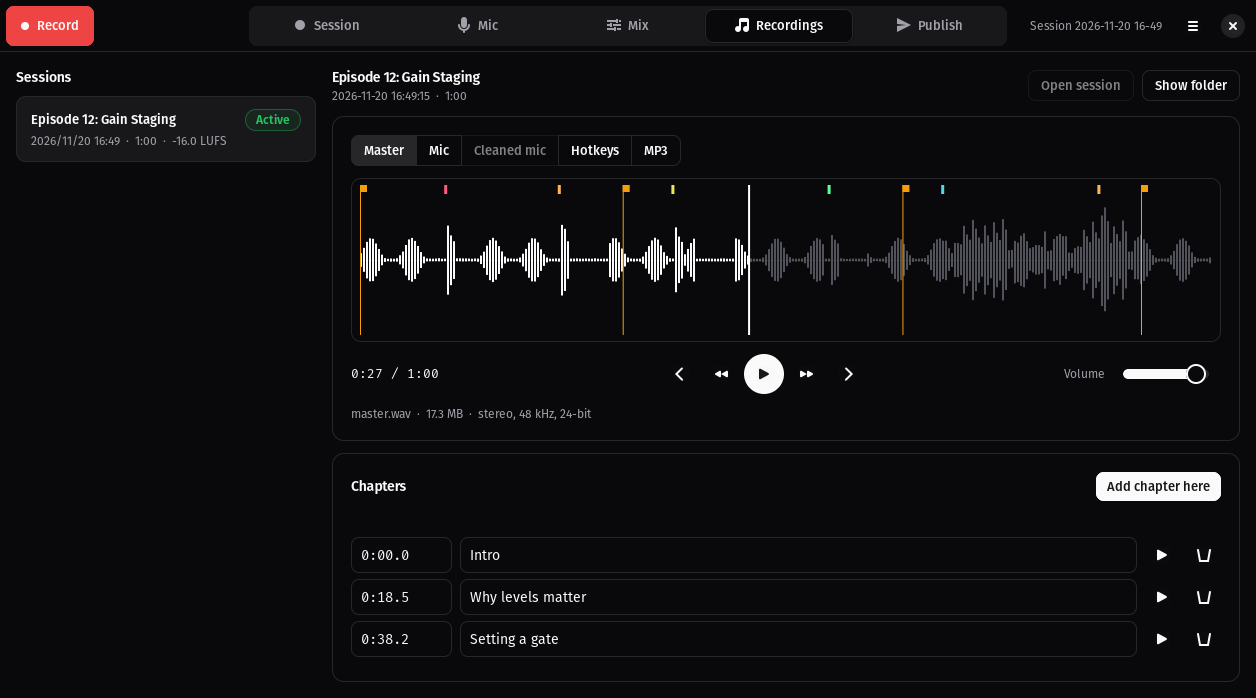 Record
Session
Mic
Mix
Recordings
Publish
Session 2026-11-20 16-49
Sessions
Episode 12: Gain Staging
Active
2026/11/20 16:49 · 1:00 · -16.0 LUFS
Episode 12: Gain Staging
2026-11-20 16:49:15 · 1:00
Open session
Show folder
Master
Mic
Cleaned mic
Hotkeys
MP3
0:27 / 1:00
Volume
master.wav · 17.3 MB · stereo, 48 kHz, 24-bit
Chapters
Add chapter here
0:00.0
Intro
0:18.5
Why levels matter
0:38.2
Setting a gate